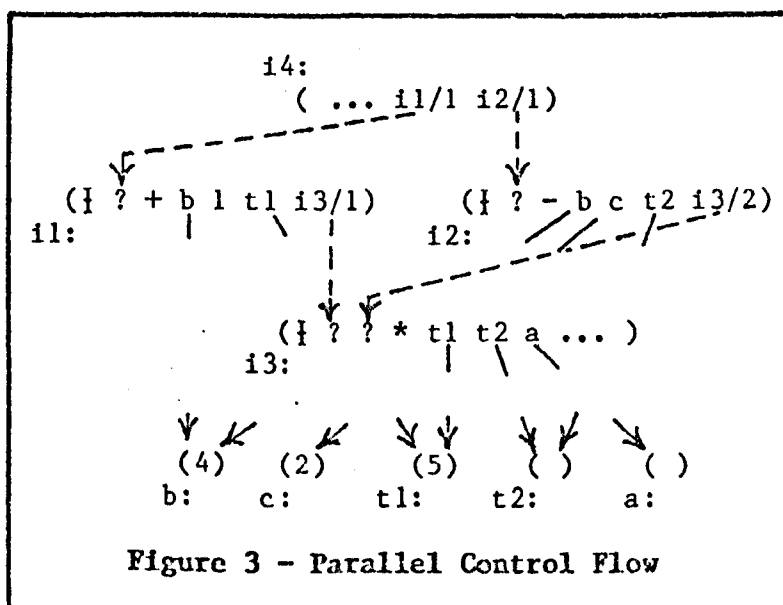 i4:
( ... i1/1 i2/1)
(ƚ ? + b 1 t1 i3/1) (ƚ ? - b c t2 i3/2)
i1: i2:
(ƚ ? ? * t1 t2 a ... )
i3:
(4) (2) (5) ( ) ( )
b: c: t1: t2: a:
Figure 3 - Parallel Control Flow